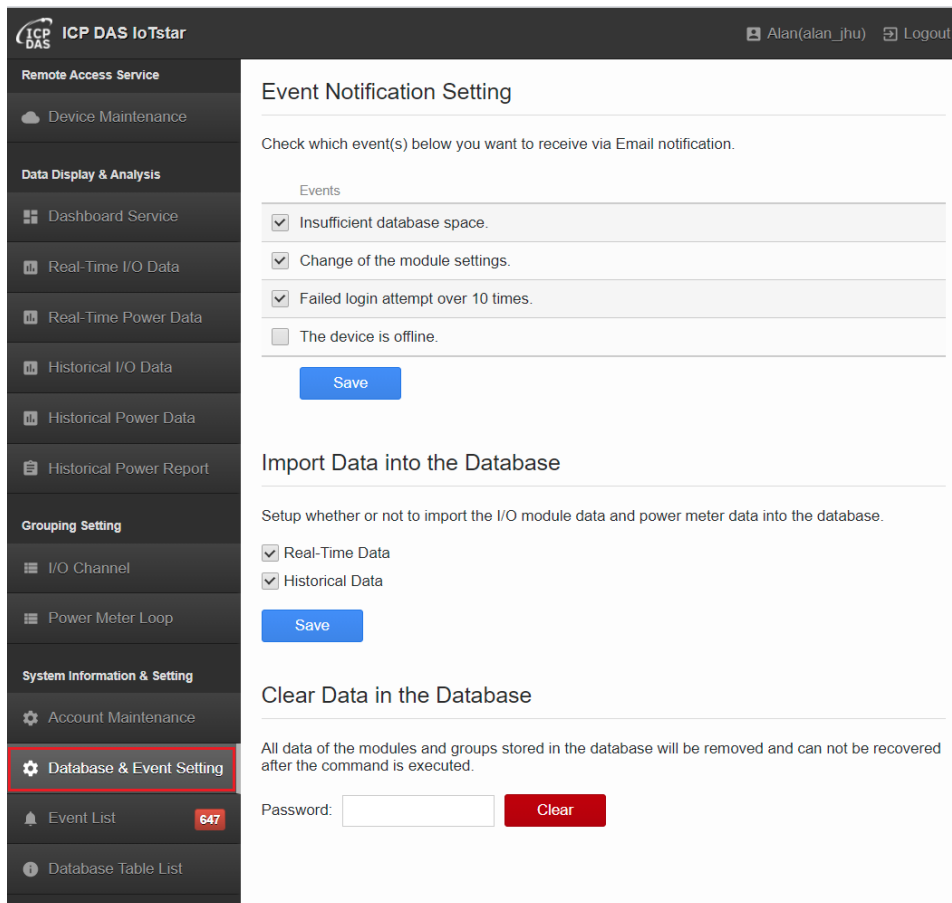 ICP DAS
ICP DAS IoTstar
Alan(alan_jhu)
Logout
Remote Access Service
Device Maintenance
Data Display & Analysis
Dashboard Service
Real-Time I/O Data
Real-Time Power Data
Historical I/O Data
Historical Power Data
Historical Power Report
Grouping Setting
I/O Channel
Power Meter Loop
System Information & Setting
Account Maintenance
Database & Event Setting
Event List
647
Database Table List
Event Notification Setting
Check which event(s) below you want to receive via Email notification.
Events
Insufficient database space.
Change of the module settings.
Failed login attempt over 10 times.
The device is offline.
Save
Import Data into the Database
Setup whether or not to import the I/O module data and power meter data into the database.
Real-Time Data
Historical Data
Save
Clear Data in the Database
All data of the modules and groups stored in the database will be removed and can not be recovered
after the command is executed.
Password:
Clear